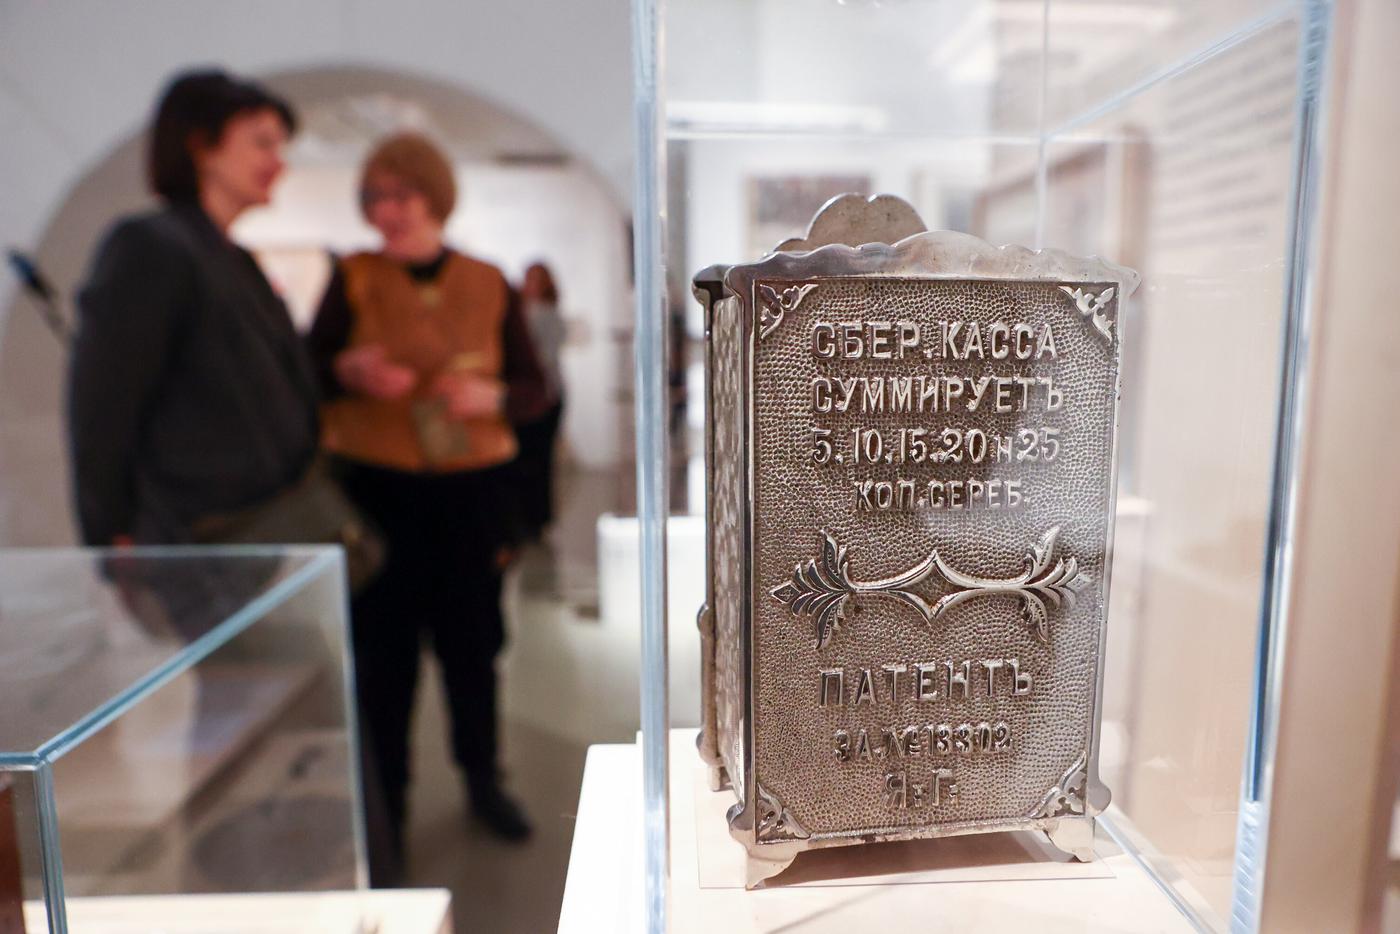 СБЕР. КАССА
СУММИРУЕТЪ
5. 10. 15. 20 и 25
КОП. СЕРЕБ.
ПАТЕНТЪ
ЗА № 13302
Я. Г.